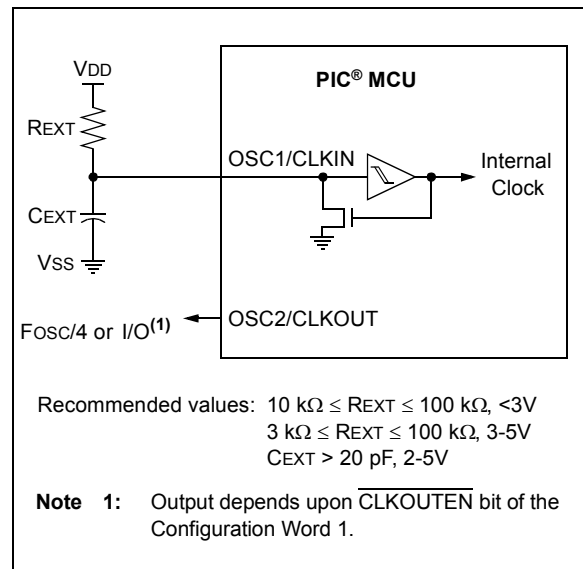 VDD
PIC® MCU
REXT
OSC1/CLKIN
Internal
Clock
CEXT
VSS
OSC2/CLKOUT
FOSC/4 or I/O(1)
Recommended values: 10 kΩ ≤ REXT ≤ 100 kΩ, <3V
3 kΩ ≤ REXT ≤ 100 kΩ, 3-5V
CEXT > 20 pF, 2-5V
Note 1: Output depends upon CLKOUTEN bit of the
Configuration Word 1.